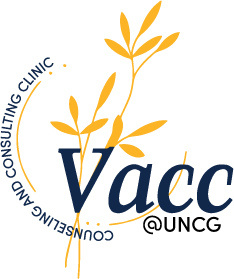 COUNSELING AND CONSULTING CLINIC
Vacc
@UNCG